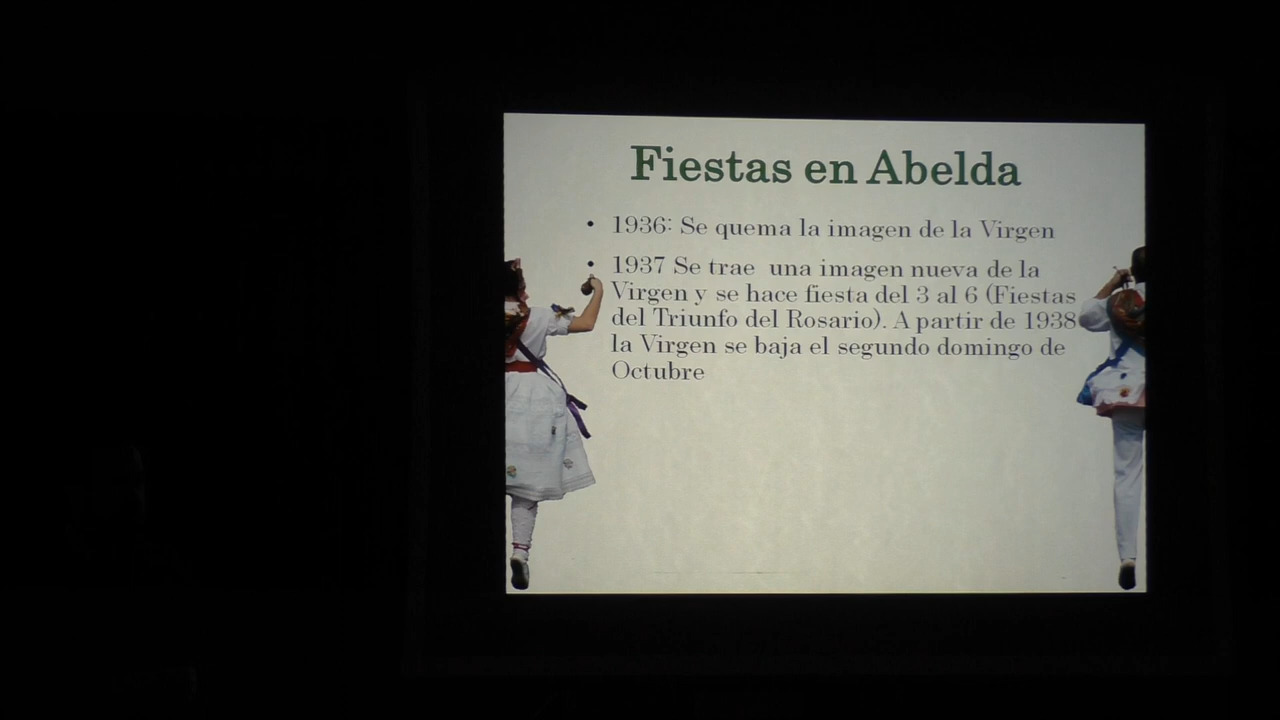 Fiestas en Abelda
• 1936: Se quema la imagen de la Virgen
• 1937 Se trae una imagen nueva de la
Virgen y se hace fiesta del 3 al 6 (Fiestas
del Triunfo del Rosario). A partir de 1938
la Virgen se baja el segundo domingo de
Octubre